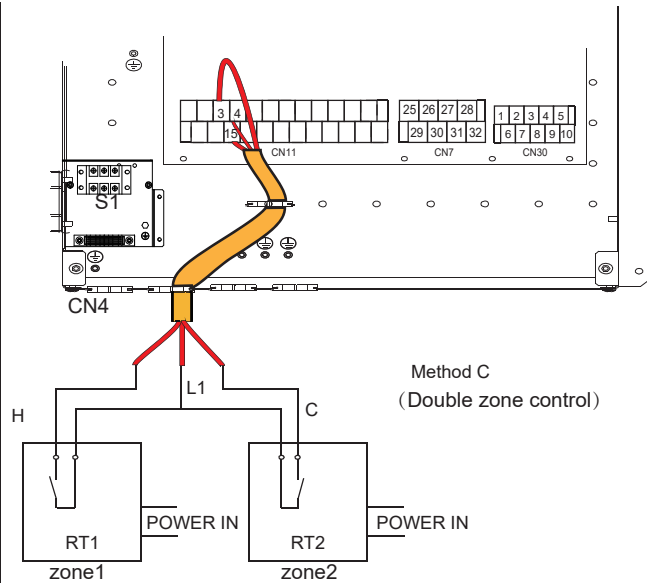 3 4
15
CN11
25 26 27 28
29 30 31 32
CN7
1 2 3 4 5
6 7 8 9 10
CN30
S1
CN4
Method C
(Double zone control)
H
L1
C
POWER IN
POWER IN
RT1
RT2
zone1
zone2